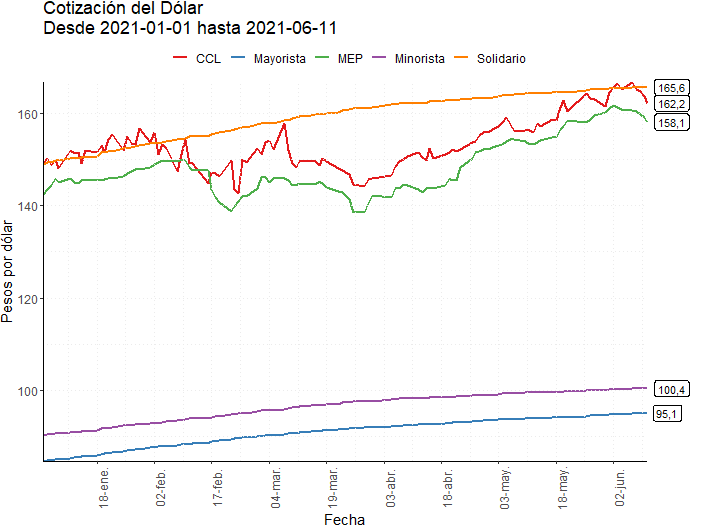 Cotización del Dólar
Desde 2021-01-01 hasta 2021-06-11
CCL Mayorista MEP Minorista Solidario
Pesos por dólar
160
140
120
100
165,6
162,2
158,1
100,4
95,1
18-ene.
02-feb.
17-feb.
04-mar.
19-mar.
03-abr.
18-abr.
03-may.
18-may.
02-jun.
Fecha